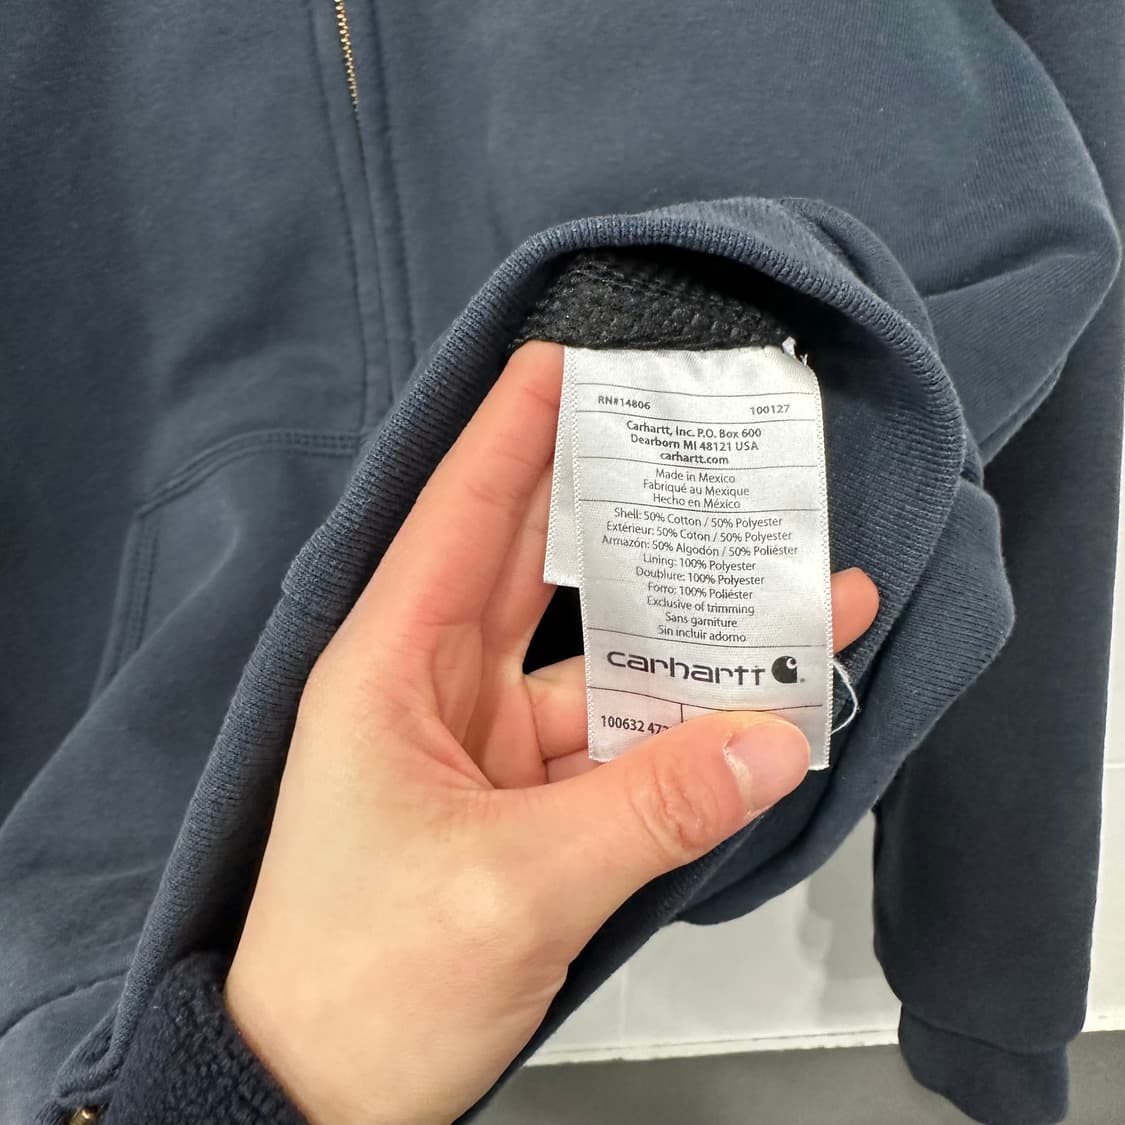 RN#14806 100127
Carhartt, Inc. P.O. Box 600
Dearborn MI 48121 USA
carhartt.com
Made in Mexico
Fabriqué au Mexique
Hecho en México
Shell: 50% Cotton / 50% Polyester
Extérieur: 50% Coton / 50% Polyester
Armazón: 50% Algodón / 50% Poliéster
Lining: 100% Polyester
Doublure: 100% Polyester
Forro: 100% Poliéster
Exclusive of trimming
Sans garniture
Sin incluir adorno
carhartt
100632